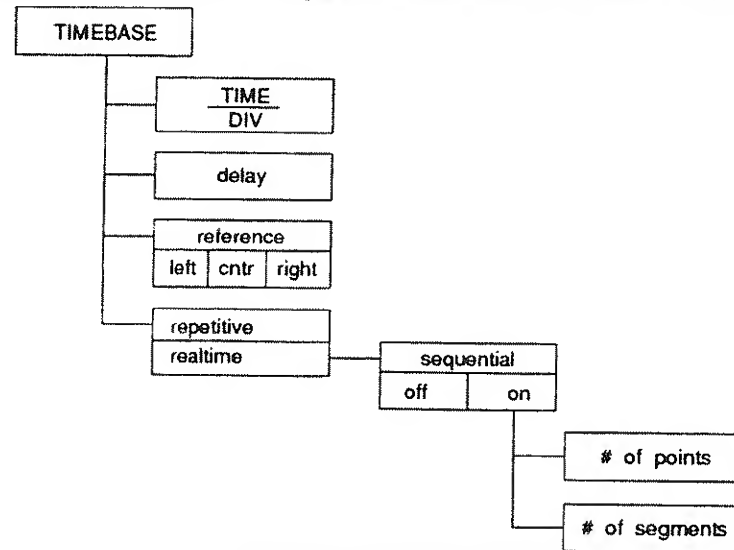 TIMEBASE
TIME
DIV
delay
reference
left cntr right
repetitive
realtime
sequential
off on
# of points
# of segments